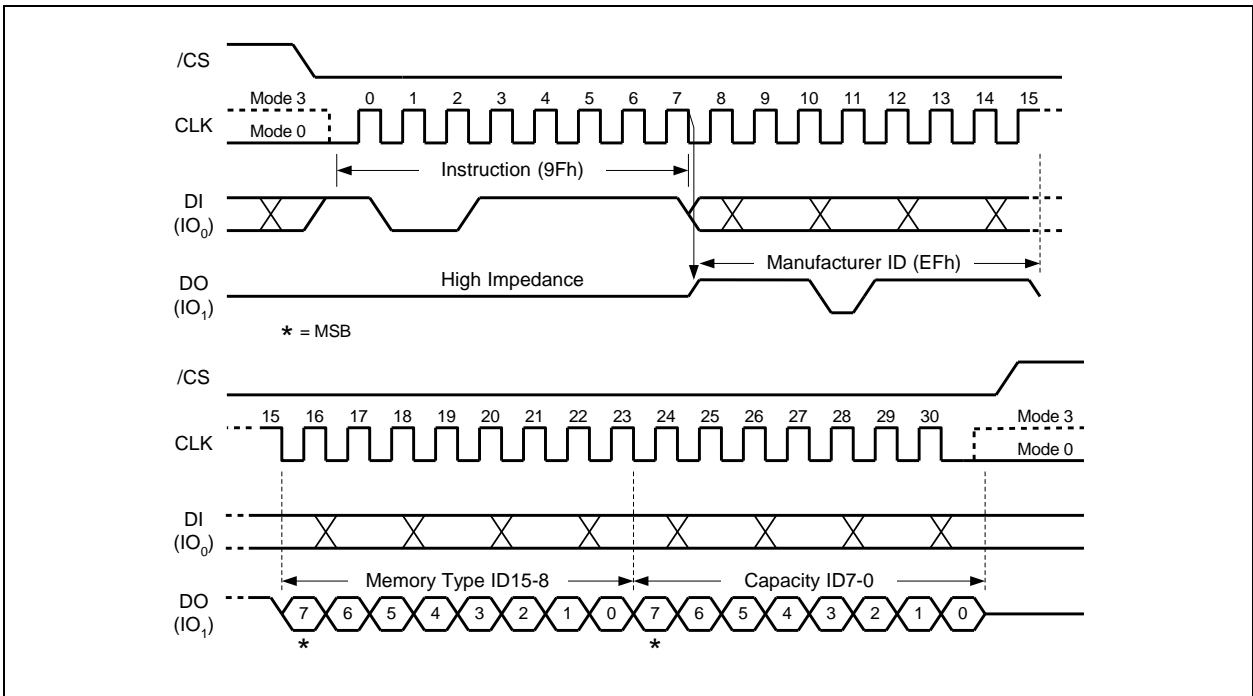 /CS
Mode 3 0 1 2 3 4 5 6 7 8 9 10 11 12 13 14 15
CLK
Mode 0
Instruction (9Fh)
DI
(IO0)
Manufacturer ID (EFh)
DO
(IO1)
High Impedance
* = MSB
/CS
15 16 17 18 19 20 21 22 23 24 25 26 27 28 29 30 Mode 3
CLK
Mode 0
DI
(IO0)
Memory Type ID15-8 Capacity ID7-0
DO
(IO1)
7 6 5 4 3 2 1 0 7 6 5 4 3 2 1 0
* *